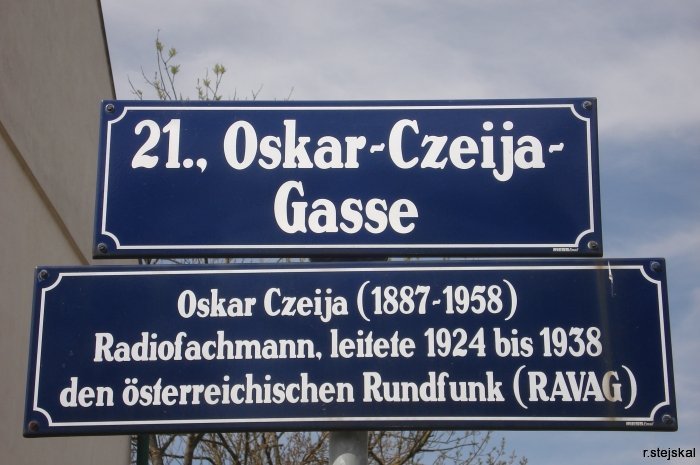 21., Oskar-Czeija-
Gasse
Oskar Czeija (1887-1958)
Radiofachmann, leitete 1924 bis 1938
den österreichischen Rundfunk (RAVAG)
r.stejskal